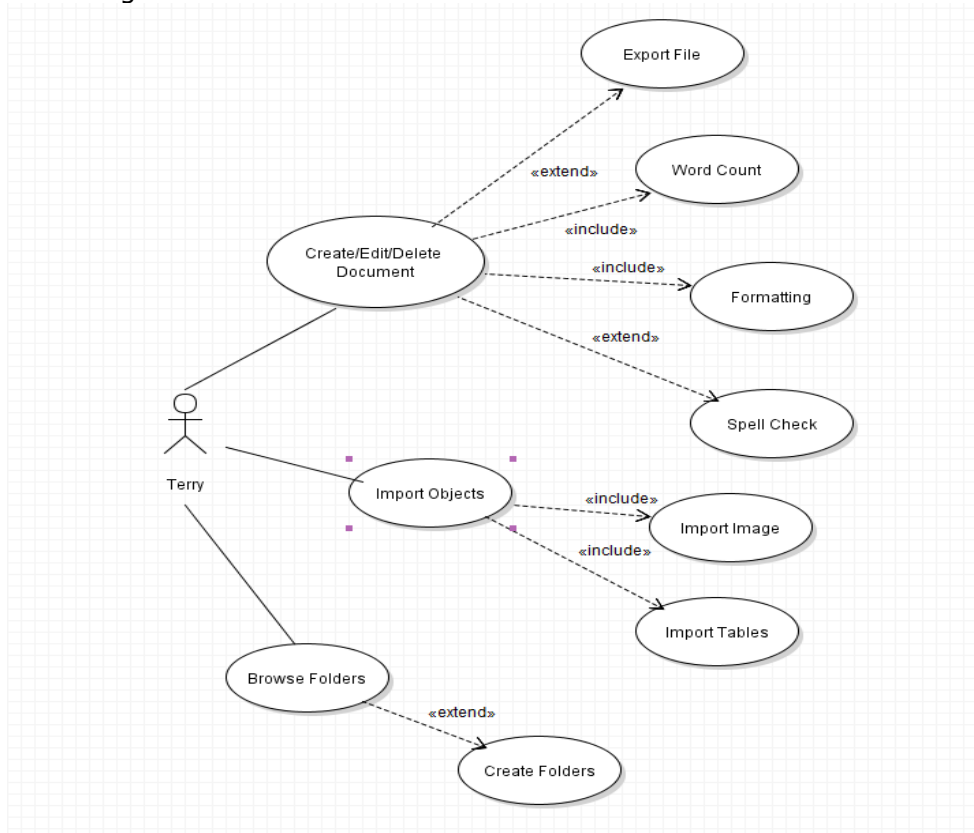 Export File
«extend»
Word Count
«include»
Create/Edit/Delete
Document
«include»
Formatting
«extend»
Spell Check
Terry
Import Objects
«include»
Import Image
«include»
Import Tables
Browse Folders
«extend»
Create Folders